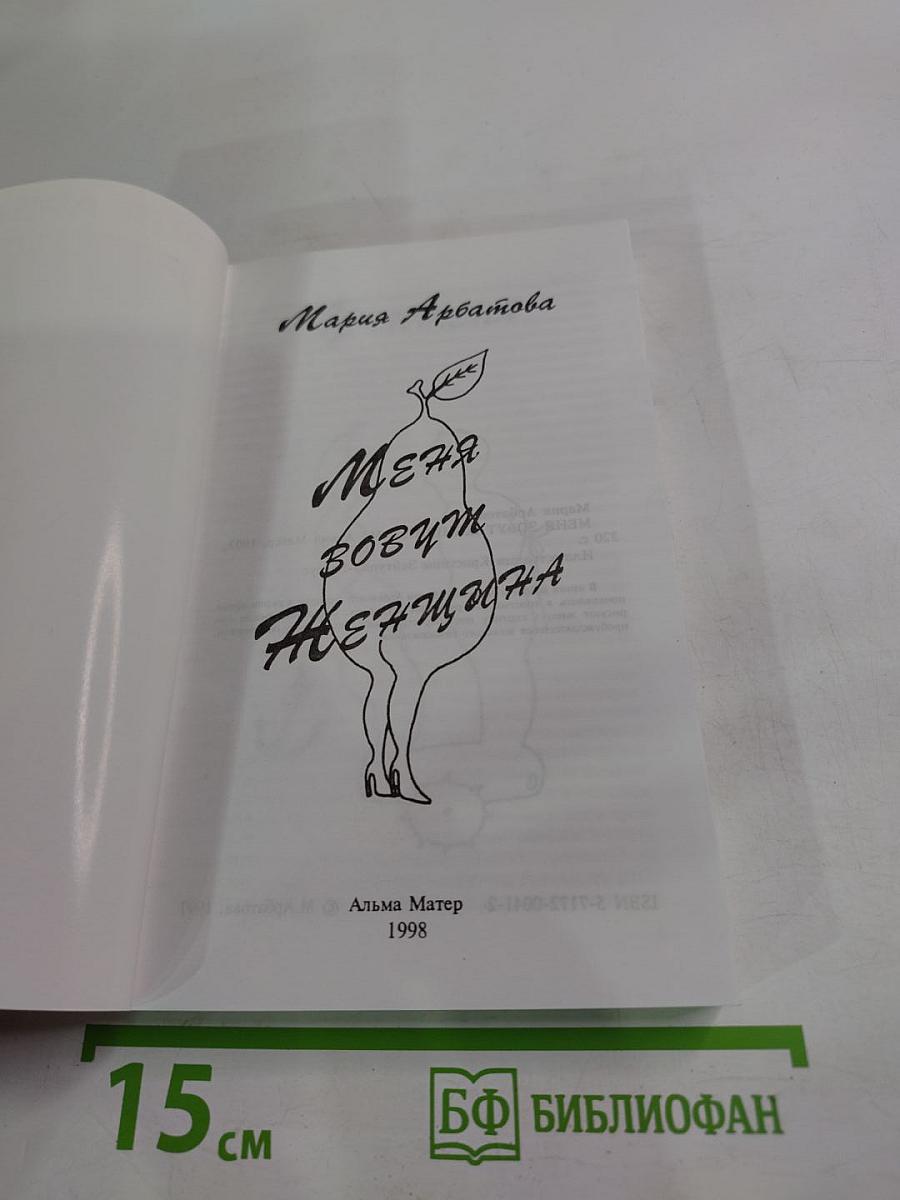 Мария Арбатова
Меня
зовут
Женщина
Альма Матер
1998
15 см
БФ БИБЛИОФАН